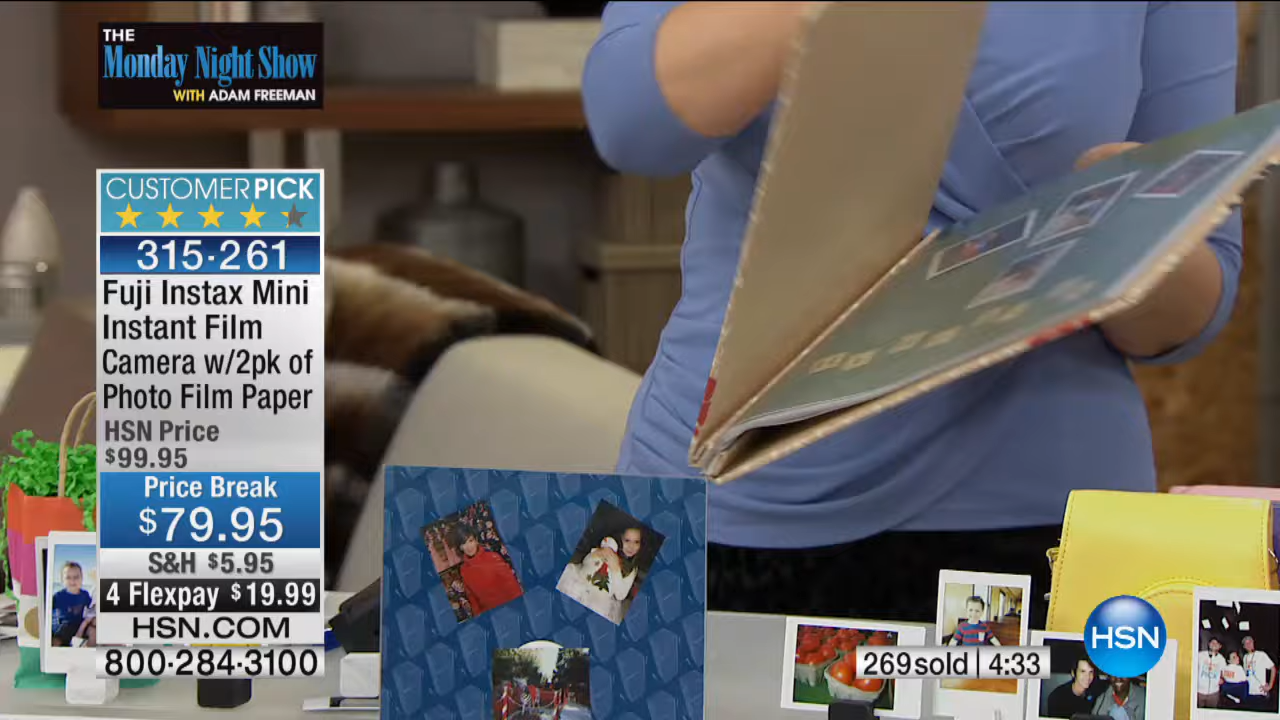 THE
Monday Night Show
WITH ADAM FREEMAN
CUSTOMER PICK
315-261
Fuji Instax Mini
Instant Film
Camera w/2pk of
Photo Film Paper
HSN Price
$99.95
Price Break
$79.95
S&H $5.95
4 Flexpay $19.99
HSN.COM
800-284-3100
269 sold | 4:33
HSN